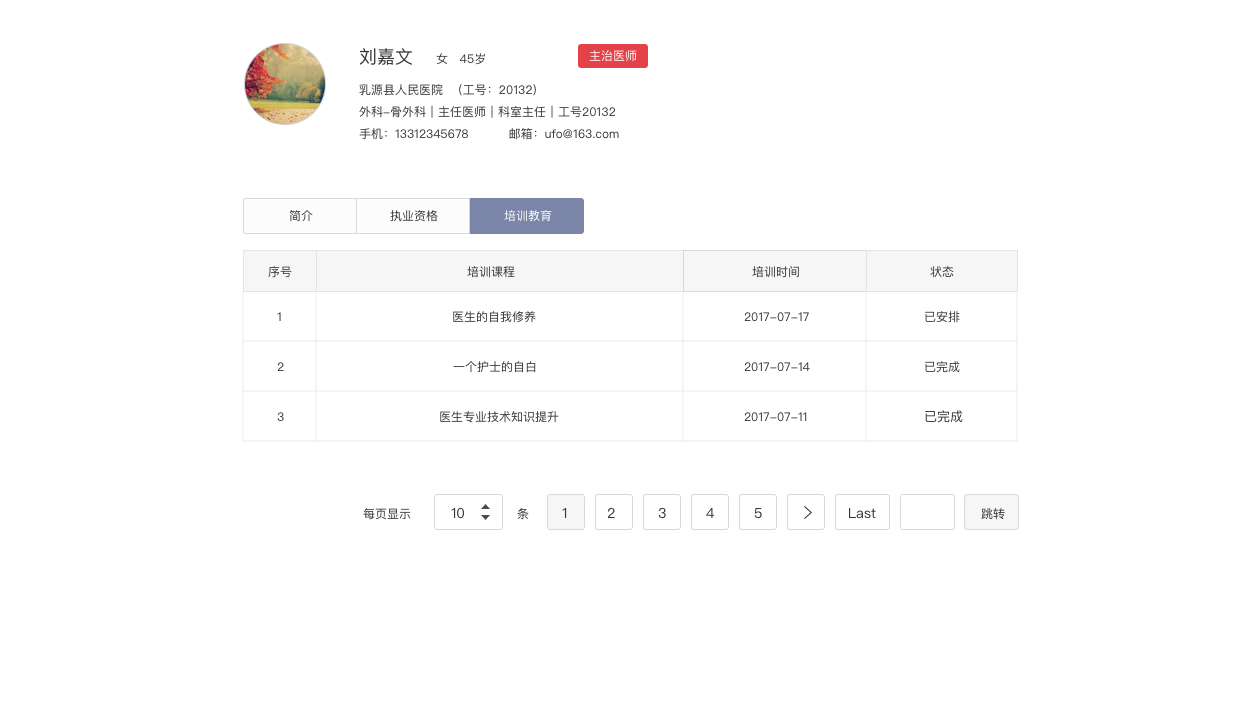 刘嘉文 女 45岁 主治医师
乳源县人民医院 （工号：20132）
外科-骨外科 | 主任医师 | 科室主任 | 工号20132
手机：13312345678 邮箱：ufo@163.com
简介 执业资格 培训教育
序号 培训课程 培训时间 状态
1 医生的自我修养 2017-07-17 已安排
2 一个护士的自白 2017-07-14 已完成
3 医生专业技术知识提升 2017-07-11 已完成
每页显示 10 条 1 2 3 4 5 > Last 跳转